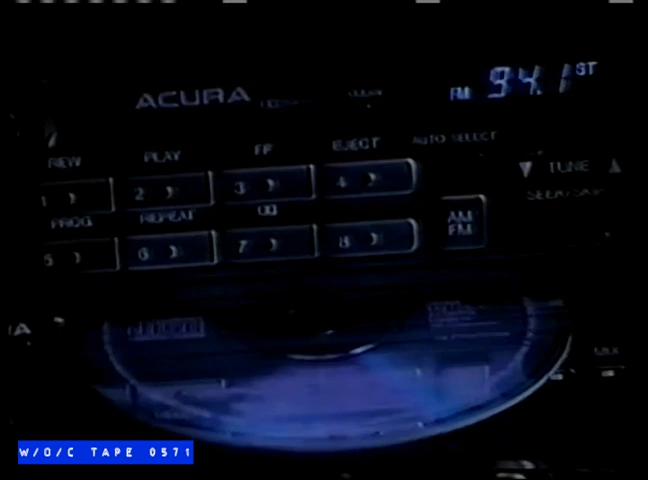 ACURA
FM 94.1 ST
REW PLAY FF EJECT AUTO SELECT
1 2 3 4
TUNE
SEEK/
PROG REPEAT
AM
FM
5 6 7 8
W/O/C TAPE 0571